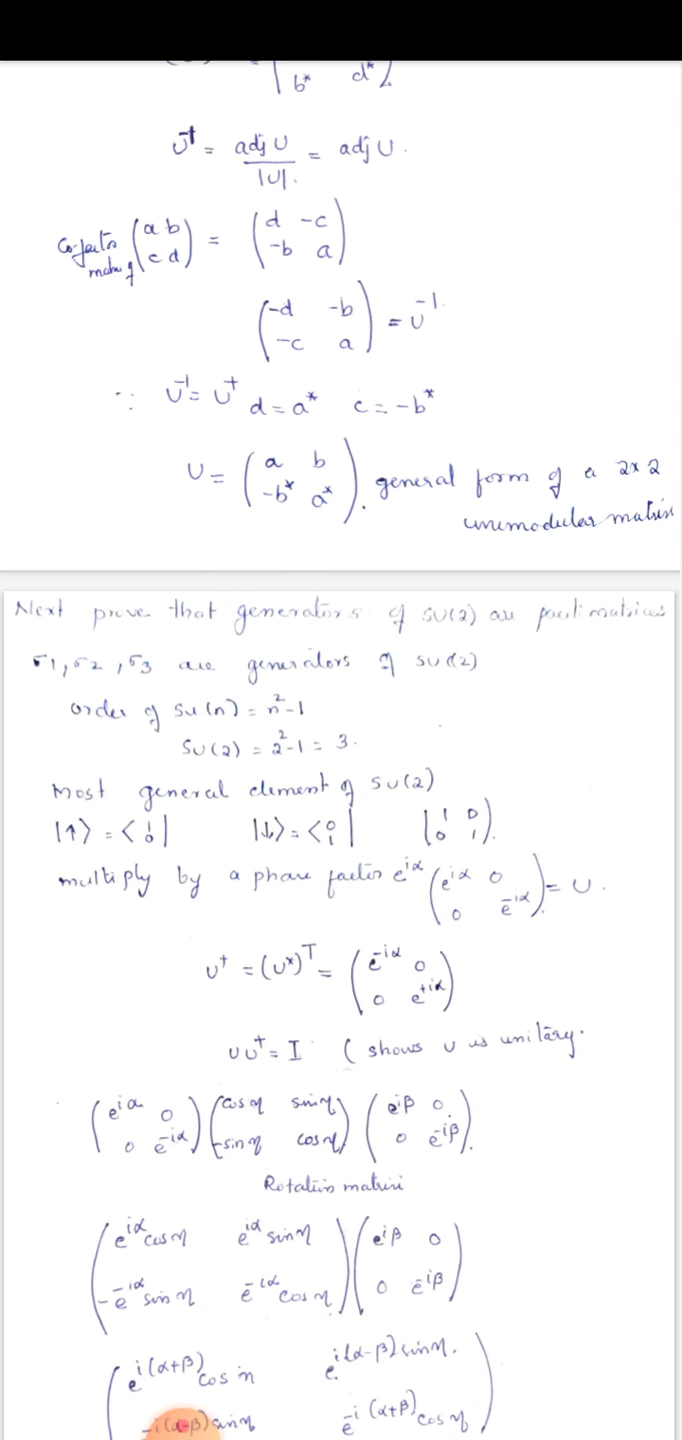 b* d*
U⁻† = adj U / |U|. = adj U.
Co-factor matrix of (a b; c d) = (d -c; -b a)
(-d -b; -c a) = U⁻¹.
∵ U⁻¹ = U† d = a* c = -b*
U = (a b; -b* a*). general form of a 2x2
unimodular matrix
Next prove that generators of SU(2) are pauli matrices
σ1, σ2, σ3 are generators of SU(2)
order of SU(n) = n²-1
SU(2) = 2²-1 = 3.
Most general element of SU(2)
|↑> = <1 0| |↓> = <0 1| |1 0; 0 1).
multiply by a phase factor e^iα (e^iα 0; 0 e^-iα) = U.
U† = (U*)^T = (e^-iα 0; 0 e^+iα)
UU† = I ( shows U is unitary.
(e^iα 0; 0 e^-iα) (cos η sin η; -sin η cos η) (e^iβ 0; 0 e^-iβ).
Rotation matrix
(e^iα cos η e^iα sin η; -e^-iα sin η e^-iα cos η) (e^iβ 0; 0 e^-iβ)
(e^i(α+β) cos η e^i(α-β) sin η. ; -i(α-β) sin η e^-i(α+β) cos η)